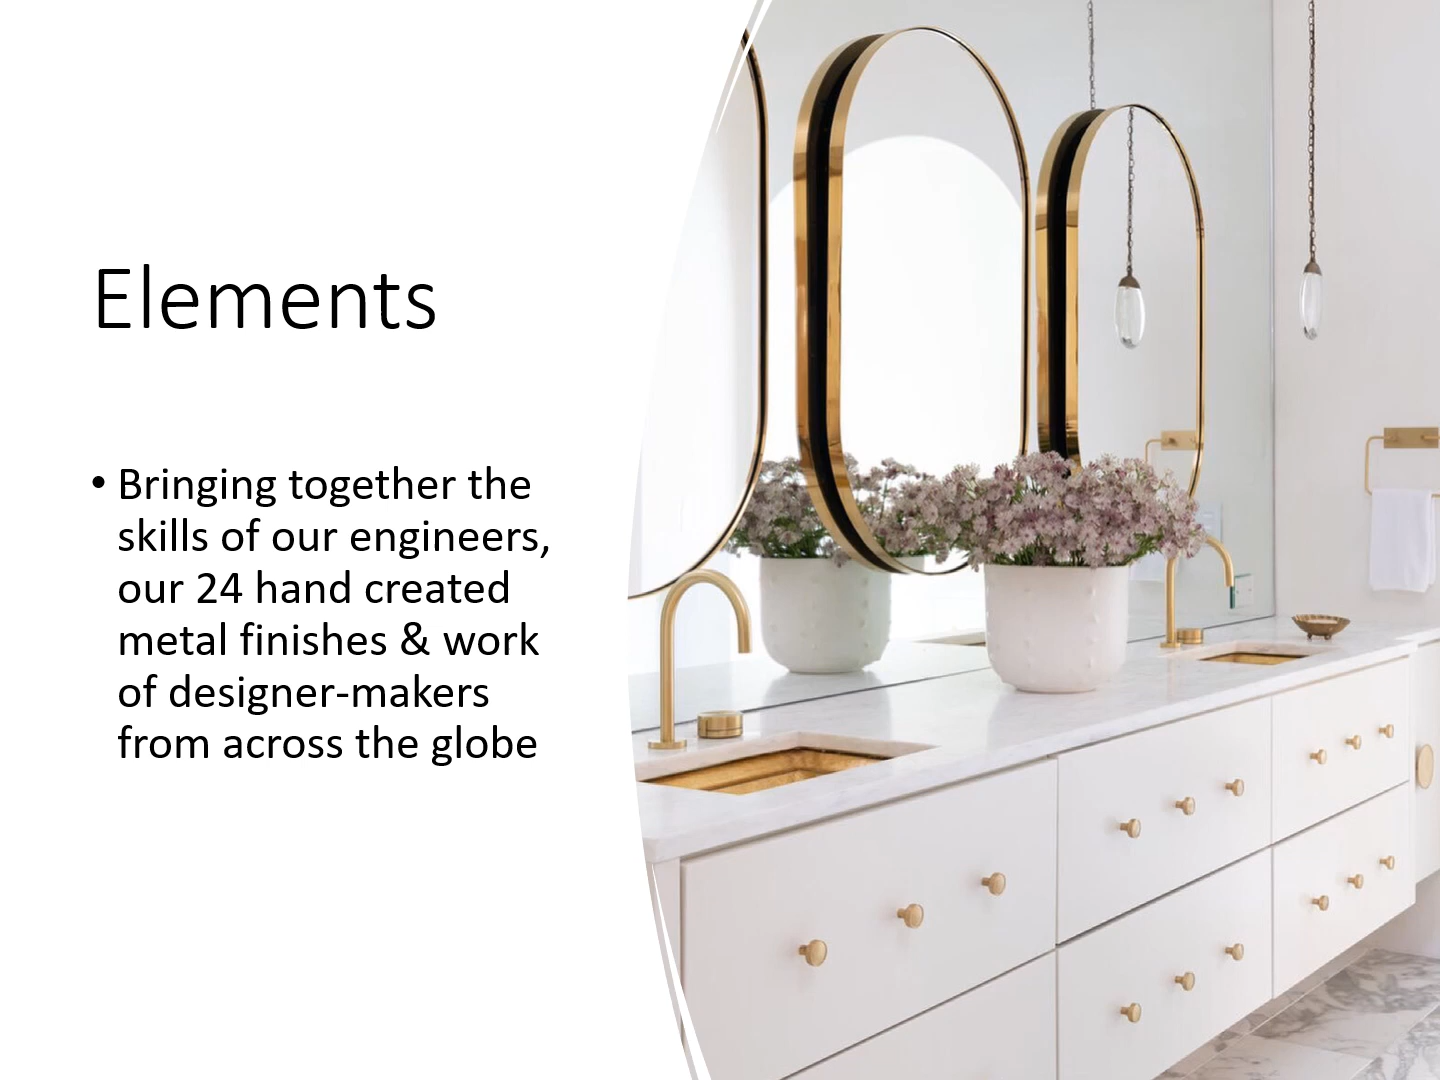 Elements
• Bringing together the
skills of our engineers,
our 24 hand created
metal finishes & work
of designer-makers
from across the globe